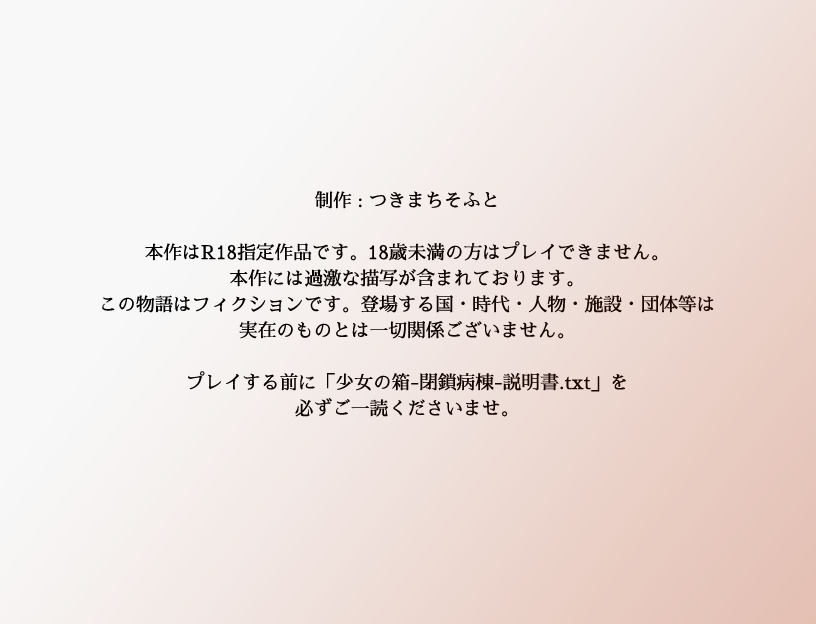 制作：つきまちそふと
本作はR18指定作品です。18歳未満の方はプレイできません。
本作には過激な描写が含まれております。
この物語はフィクションです。登場する国・時代・人物・施設・団体等は
実在のものとは一切関係ございません。
プレイする前に「少女の箱-閉鎖病棟-説明書.txt」を
必ずご一読くださいませ。